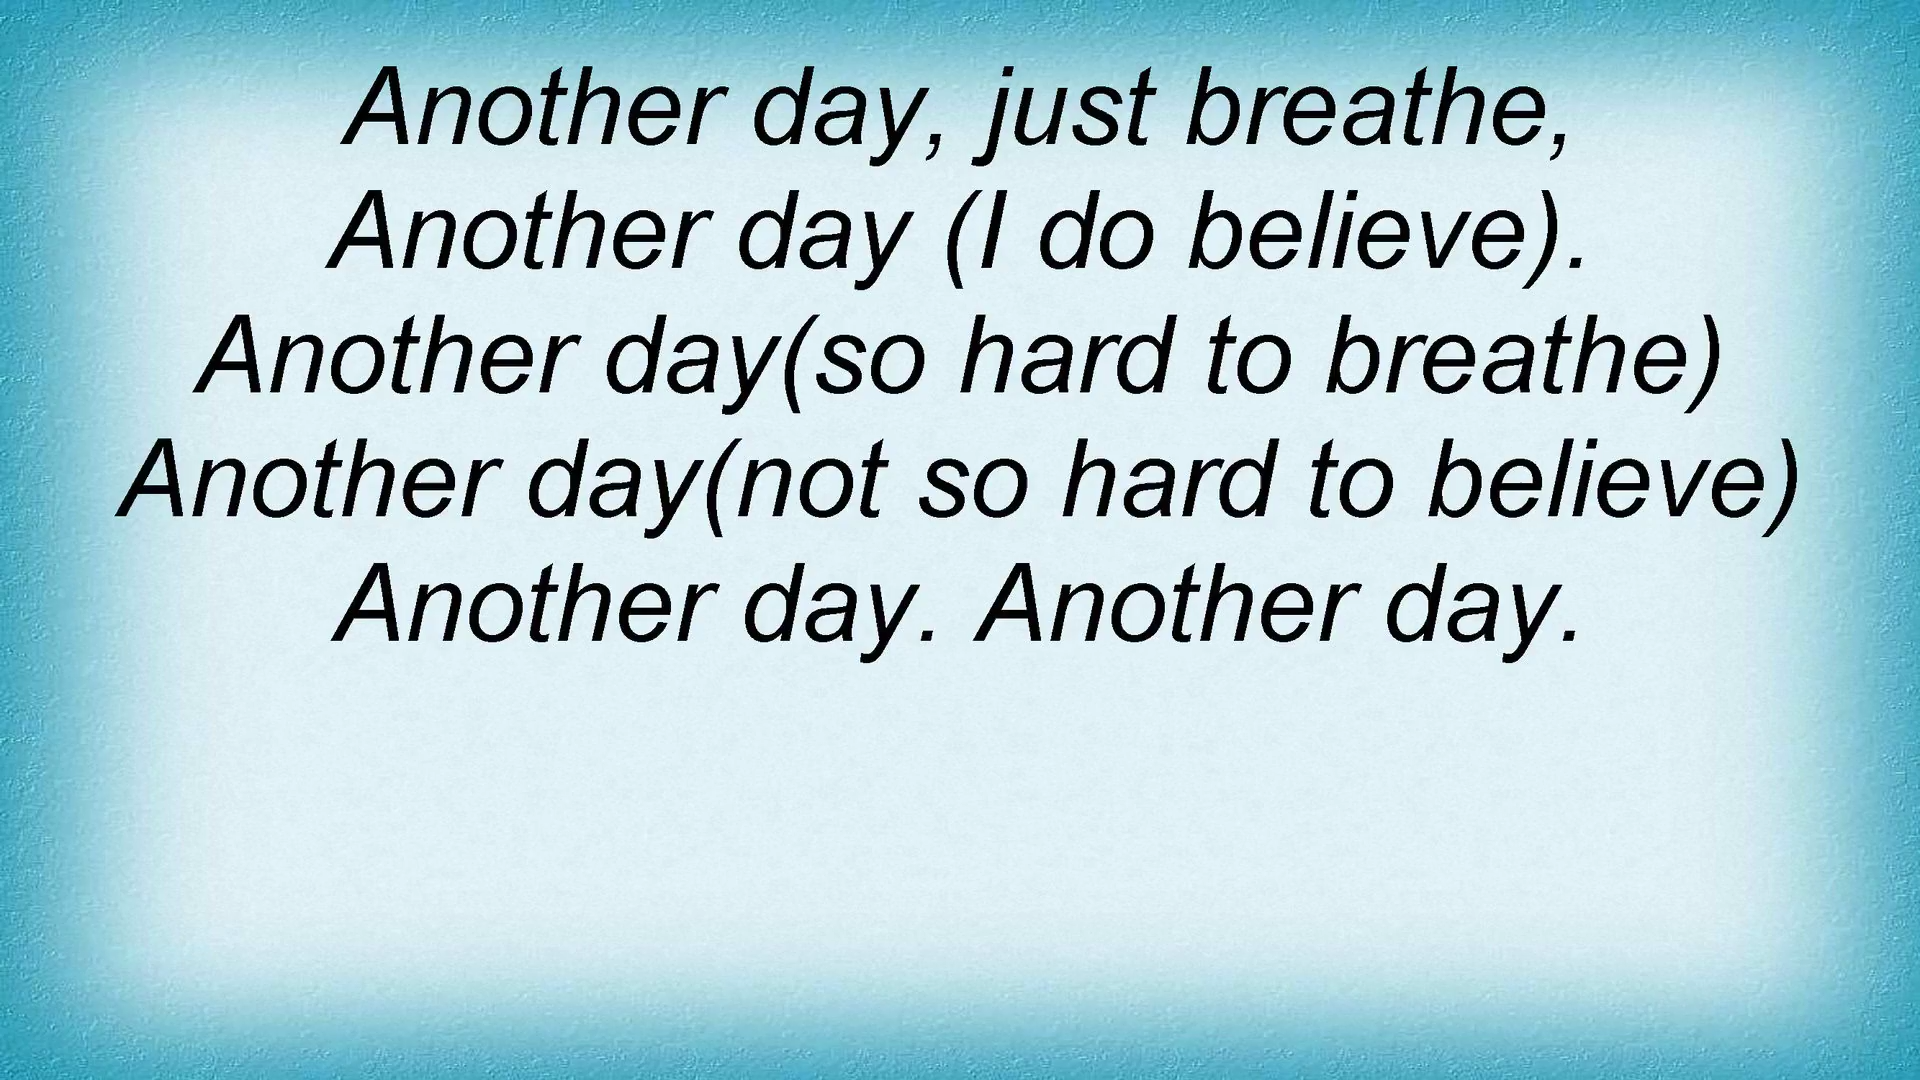 Another day, just breathe,
Another day (I do believe).
Another day(so hard to breathe)
Another day(not so hard to believe)
Another day. Another day.